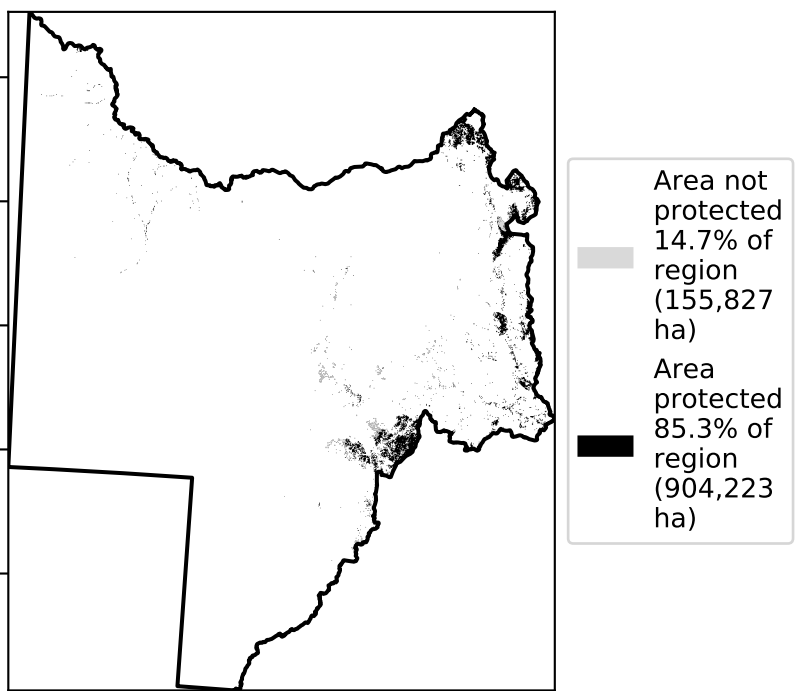 Area not
protected
14.7% of
region
(155,827
ha)
Area
protected
85.3% of
region
(904,223
ha)